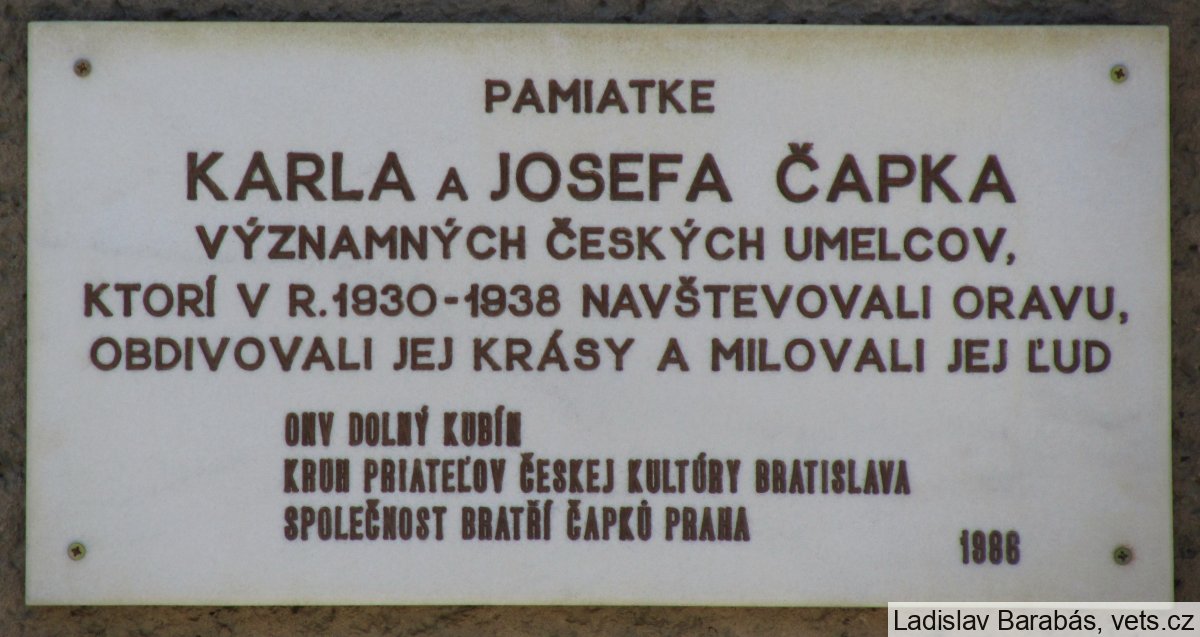 PAMIATKE
KARLA A JOSEFA ČAPKA
VÝZNAMNÝCH ČESKÝCH UMELCOV,
KTORÍ V R.1930-1938 NAVŠTEVOVALI ORAVU,
OBDIVOVALI JEJ KRÁSY A MILOVALI JEJ ĽUD
ONV DOLNÝ KUBÍN
KRUH PRIATEĽOV ČESKEJ KULTÚRY BRATISLAVA
SPOLEČNOST BRATŘÍ ČAPKŮ PRAHA
1986
Ladislav Barabás, vets.cz